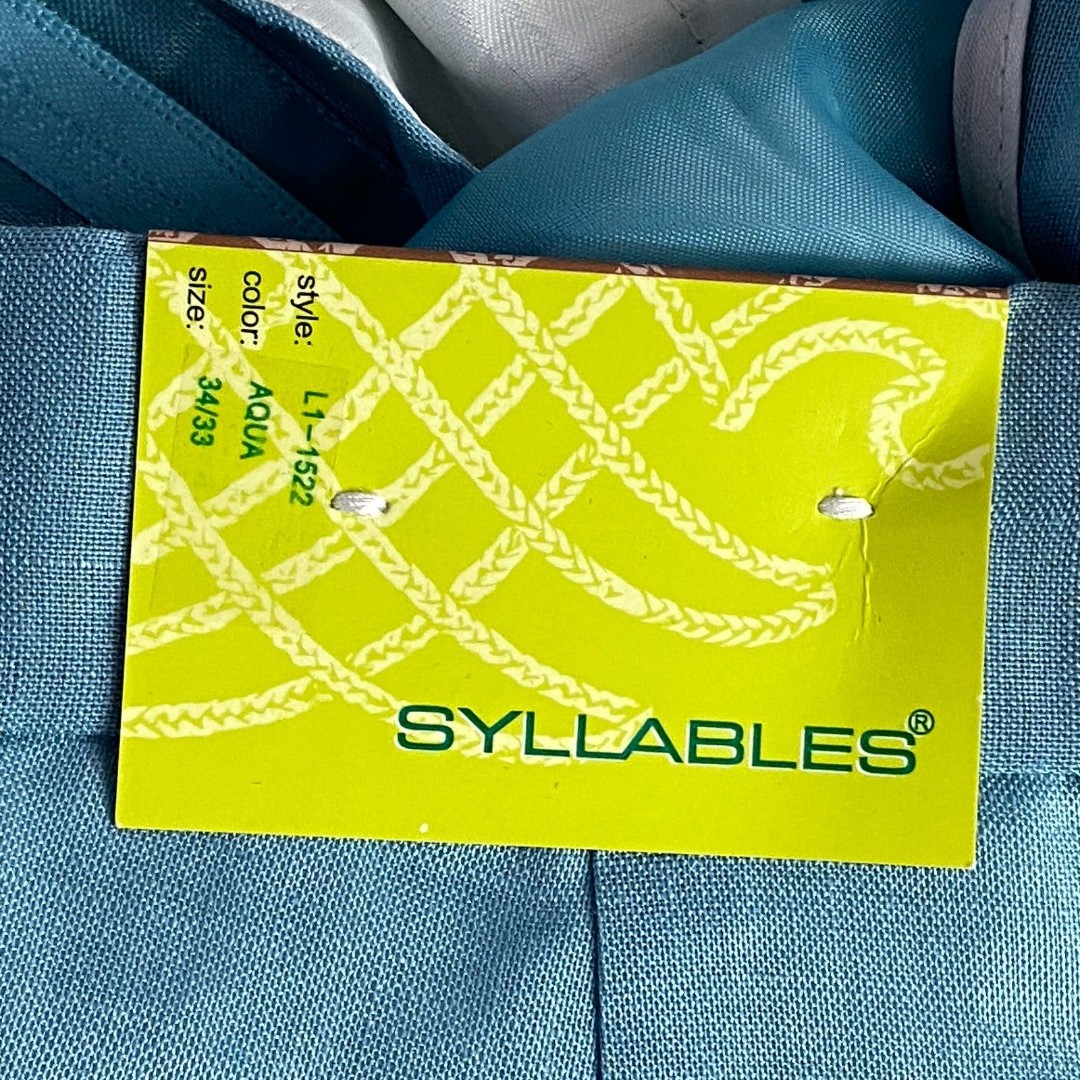 style: L1-1522
color: AQUA
size: 34/33
SYLLABLES®